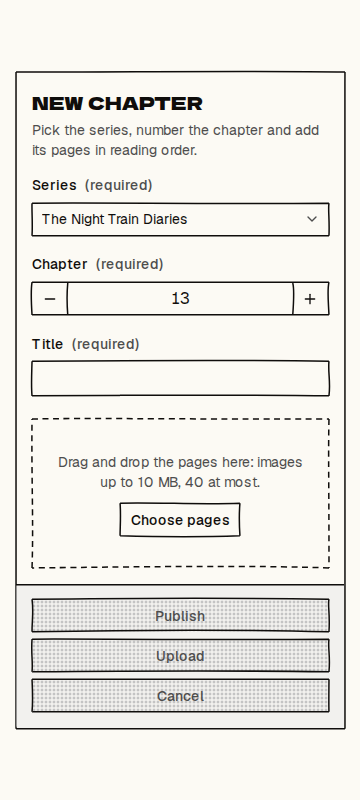 NEW CHAPTER
Pick the series, number the chapter and add
its pages in reading order.
Series (required)
The Night Train Diaries
Chapter (required)
− 13 +
Title (required)
Drag and drop the pages here: images
up to 10 MB, 40 at most.
Choose pages
Publish
Upload
Cancel